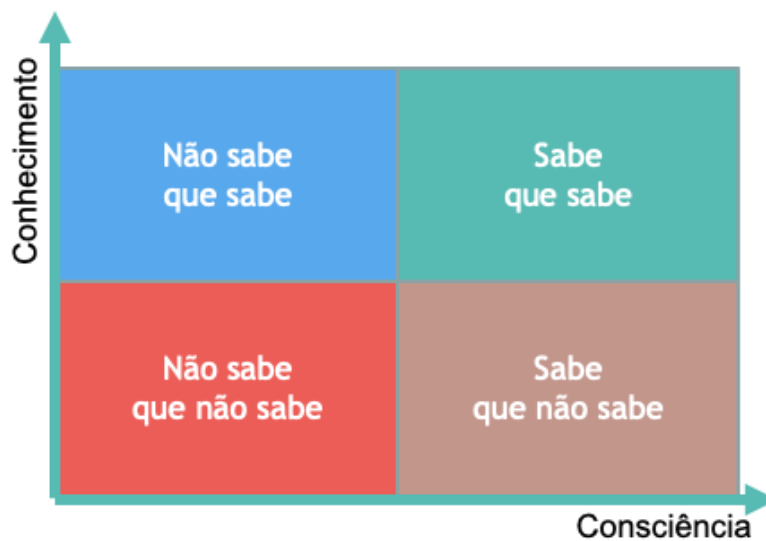 Conhecimento
Não sabe
que sabe
Sabe
que sabe
Não sabe
que não sabe
Sabe
que não sabe
Consciência